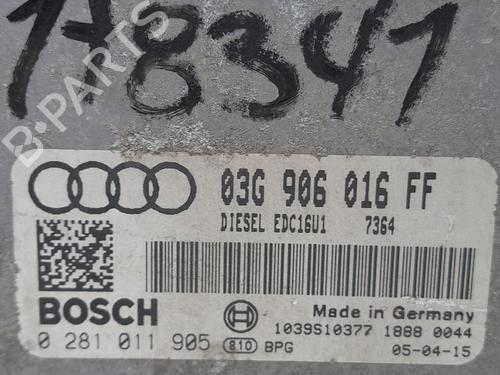 178341
B-PARTS
03G 906 016 FF
DIESEL EDC16U1 7364
BOSCH
Made in Germany
1039S10377 1888 0044
0 281 011 905
810 BPG
05-04-15